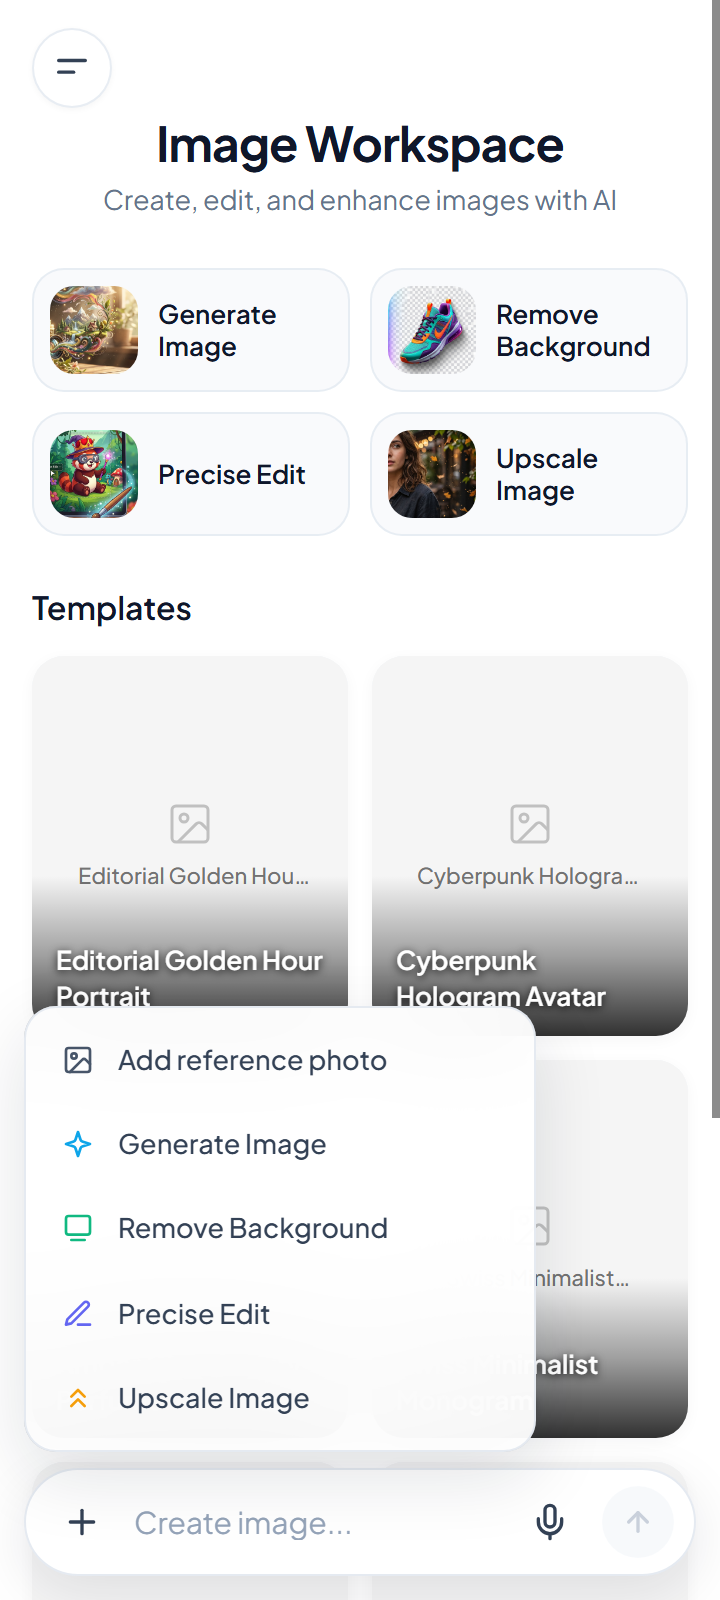 Image Workspace
Create, edit, and enhance images with AI
Generate
Image
Remove
Background
Precise Edit
Upscale
Image
Templates
Editorial Golden Hou...
Cyberpunk Hologra...
Editorial Golden Hour
Portrait
Cyberpunk
Hologram Avatar
Add reference photo
Generate Image
Remove Background
nimalist...
Precise Edit
inimalist
Upscale Image
Create image...